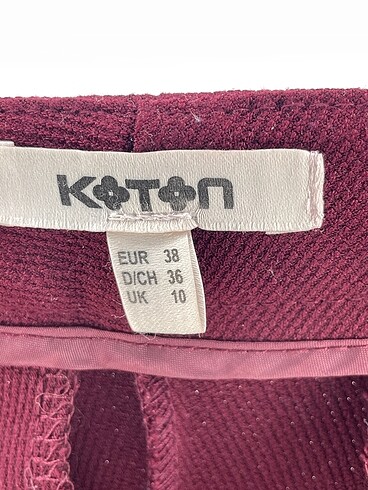 KOTON
EUR 38
D/CH 36
UK 10